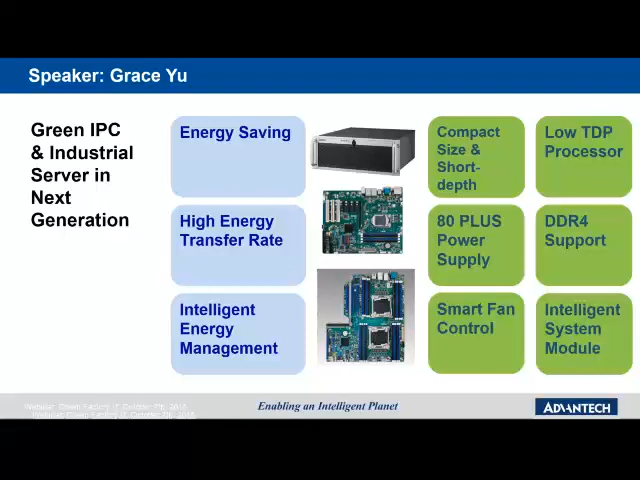 Speaker: Grace Yu
Green IPC
& Industrial
Server in
Next
Generation
Energy Saving
High Energy
Transfer Rate
Intelligent
Energy
Management
Compact
Size &
Short-
depth
Low TDP
Processor
80 PLUS
Power
Supply
DDR4
Support
Smart Fan
Control
Intelligent
System
Module
Enabling an Intelligent Planet
ADVANTECH